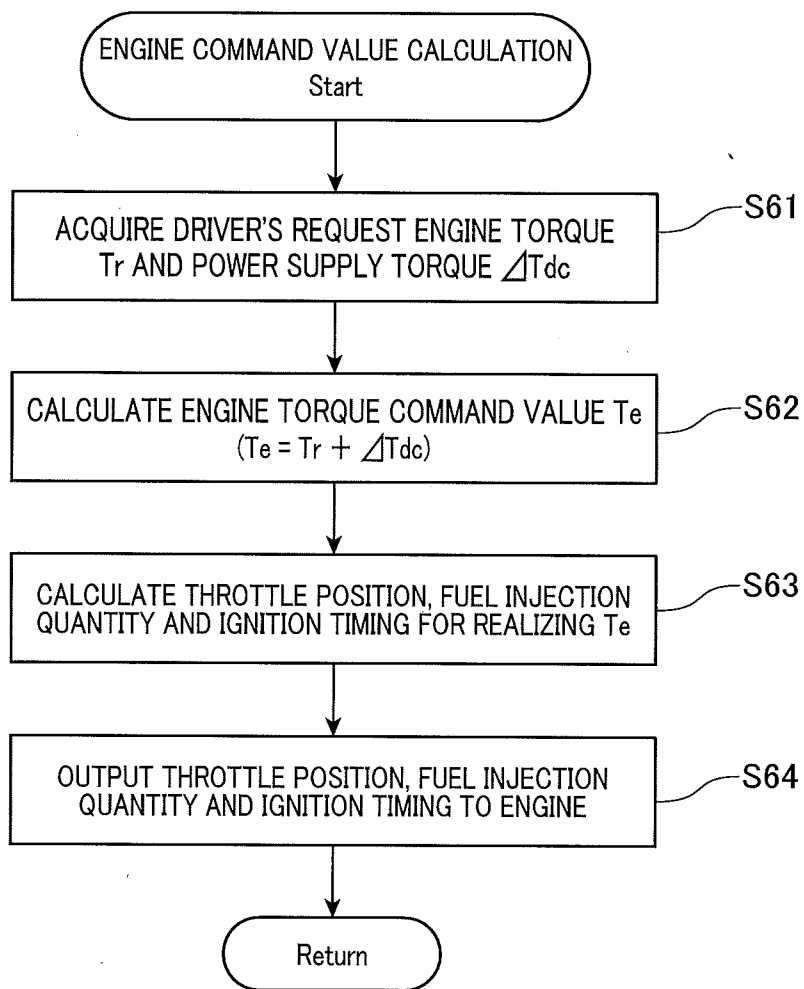 ENGINE COMMAND VALUE CALCULATION
Start
S61
ACQUIRE DRIVER'S REQUEST ENGINE TORQUE
Tr AND POWER SUPPLY TORQUE ⊿Tdc
S62
CALCULATE ENGINE TORQUE COMMAND VALUE Te
(Te = Tr + ⊿Tdc)
S63
CALCULATE THROTTLE POSITION, FUEL INJECTION
QUANTITY AND IGNITION TIMING FOR REALIZING Te
S64
OUTPUT THROTTLE POSITION, FUEL INJECTION
QUANTITY AND IGNITION TIMING TO ENGINE
Return